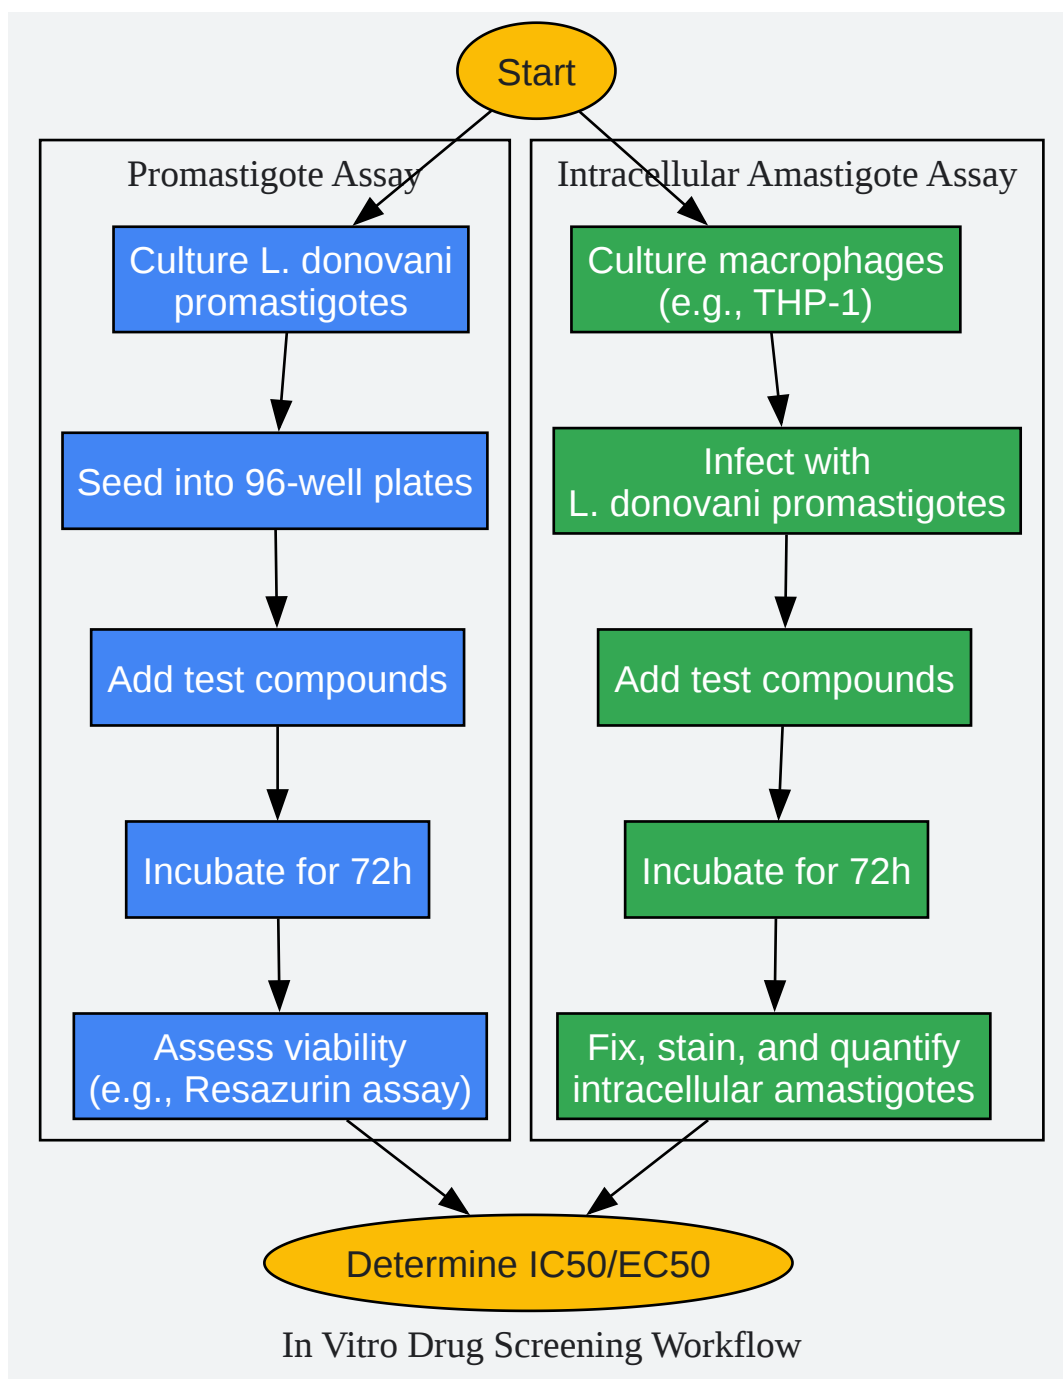 Start
Promastigote Assay
Culture L. donovani
promastigotes
Seed into 96-well plates
Add test compounds
Incubate for 72h
Assess viability
(e.g., Resazurin assay)
Intracellular Amastigote Assay
Culture macrophages
(e.g., THP-1)
Infect with
L. donovani promastigotes
Add test compounds
Incubate for 72h
Fix, stain, and quantify
intracellular amastigotes
Determine IC50/EC50
In Vitro Drug Screening Workflow